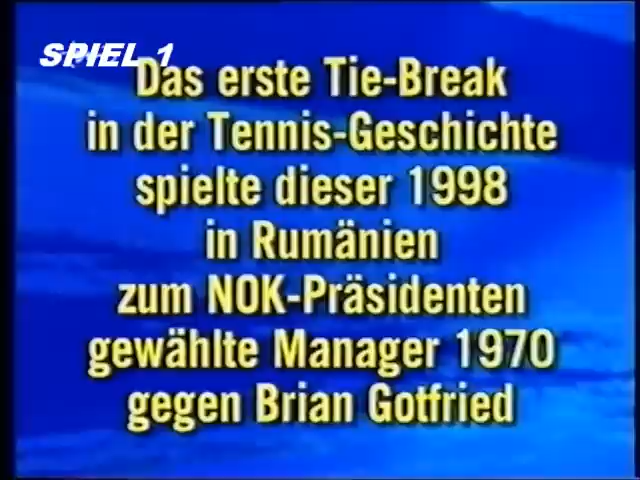 SPIEL 1
Das erste Tie-Break
in der Tennis-Geschichte
spielte dieser 1998
in Rumänien
zum NOK-Präsidenten
gewählte Manager 1970
gegen Brian Gotfried